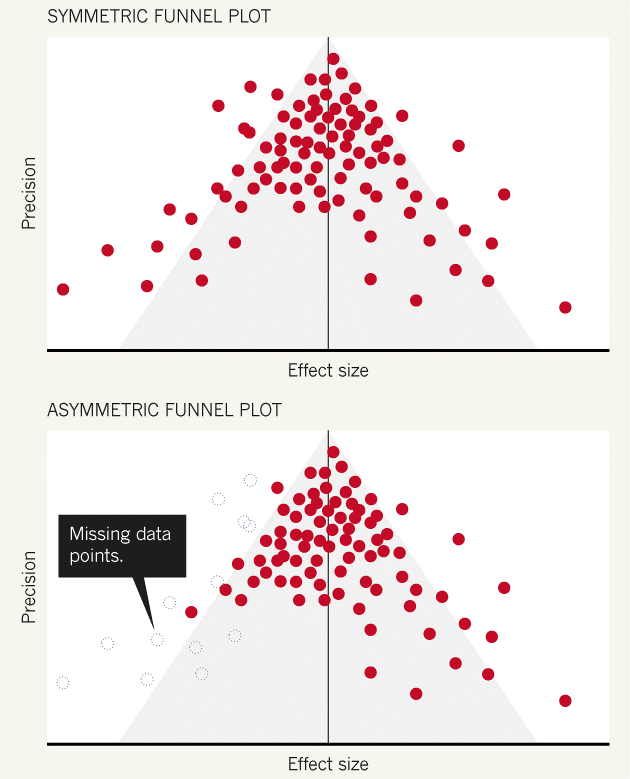 SYMMETRIC FUNNEL PLOT
Precision
Effect size
ASYMMETRIC FUNNEL PLOT
Missing data
points.
Precision
Effect size